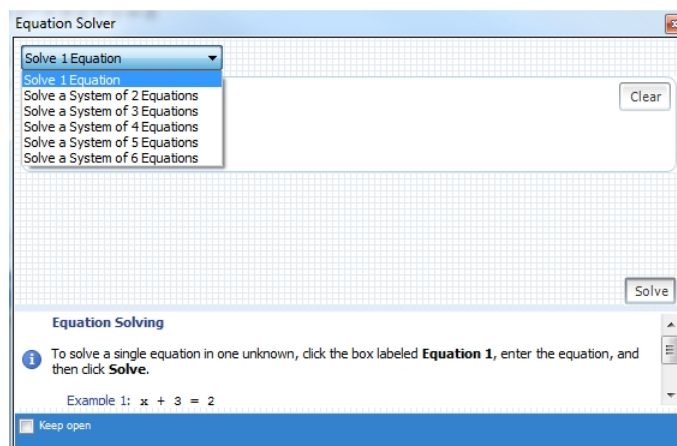 Equation Solver
Solve 1 Equation
Solve 1 Equation
Solve a System of 2 Equations
Solve a System of 3 Equations
Solve a System of 4 Equations
Solve a System of 5 Equations
Solve a System of 6 Equations
Clear
Solve
Equation Solving
To solve a single equation in one unknown, click the box labeled Equation 1, enter the equation, and
then click Solve.
Example 1: x + 3 = 2
Keep open